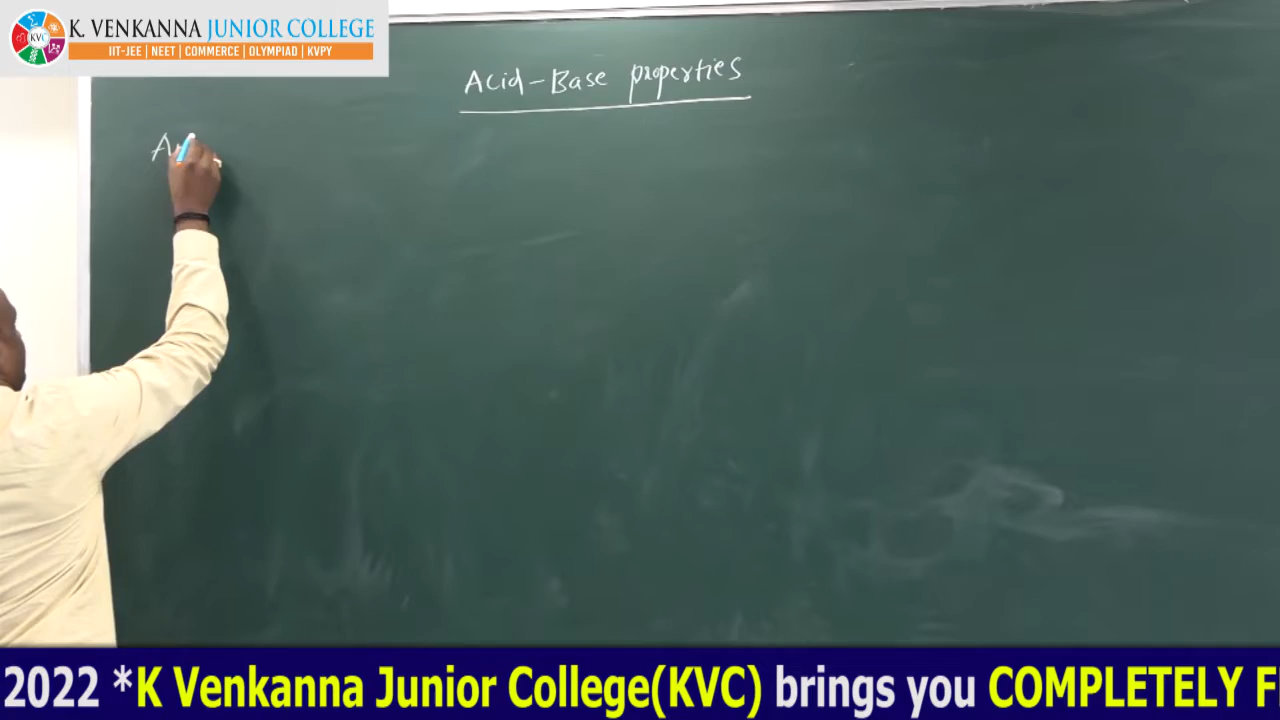 K. VENKANNA JUNIOR COLLEGE
KVC
IIT-JEE | NEET | COMMERCE | OLYMPIAD | KVPY
Acid-Base properties
A
2022 *K Venkanna Junior College(KVC) brings you COMPLETELY F